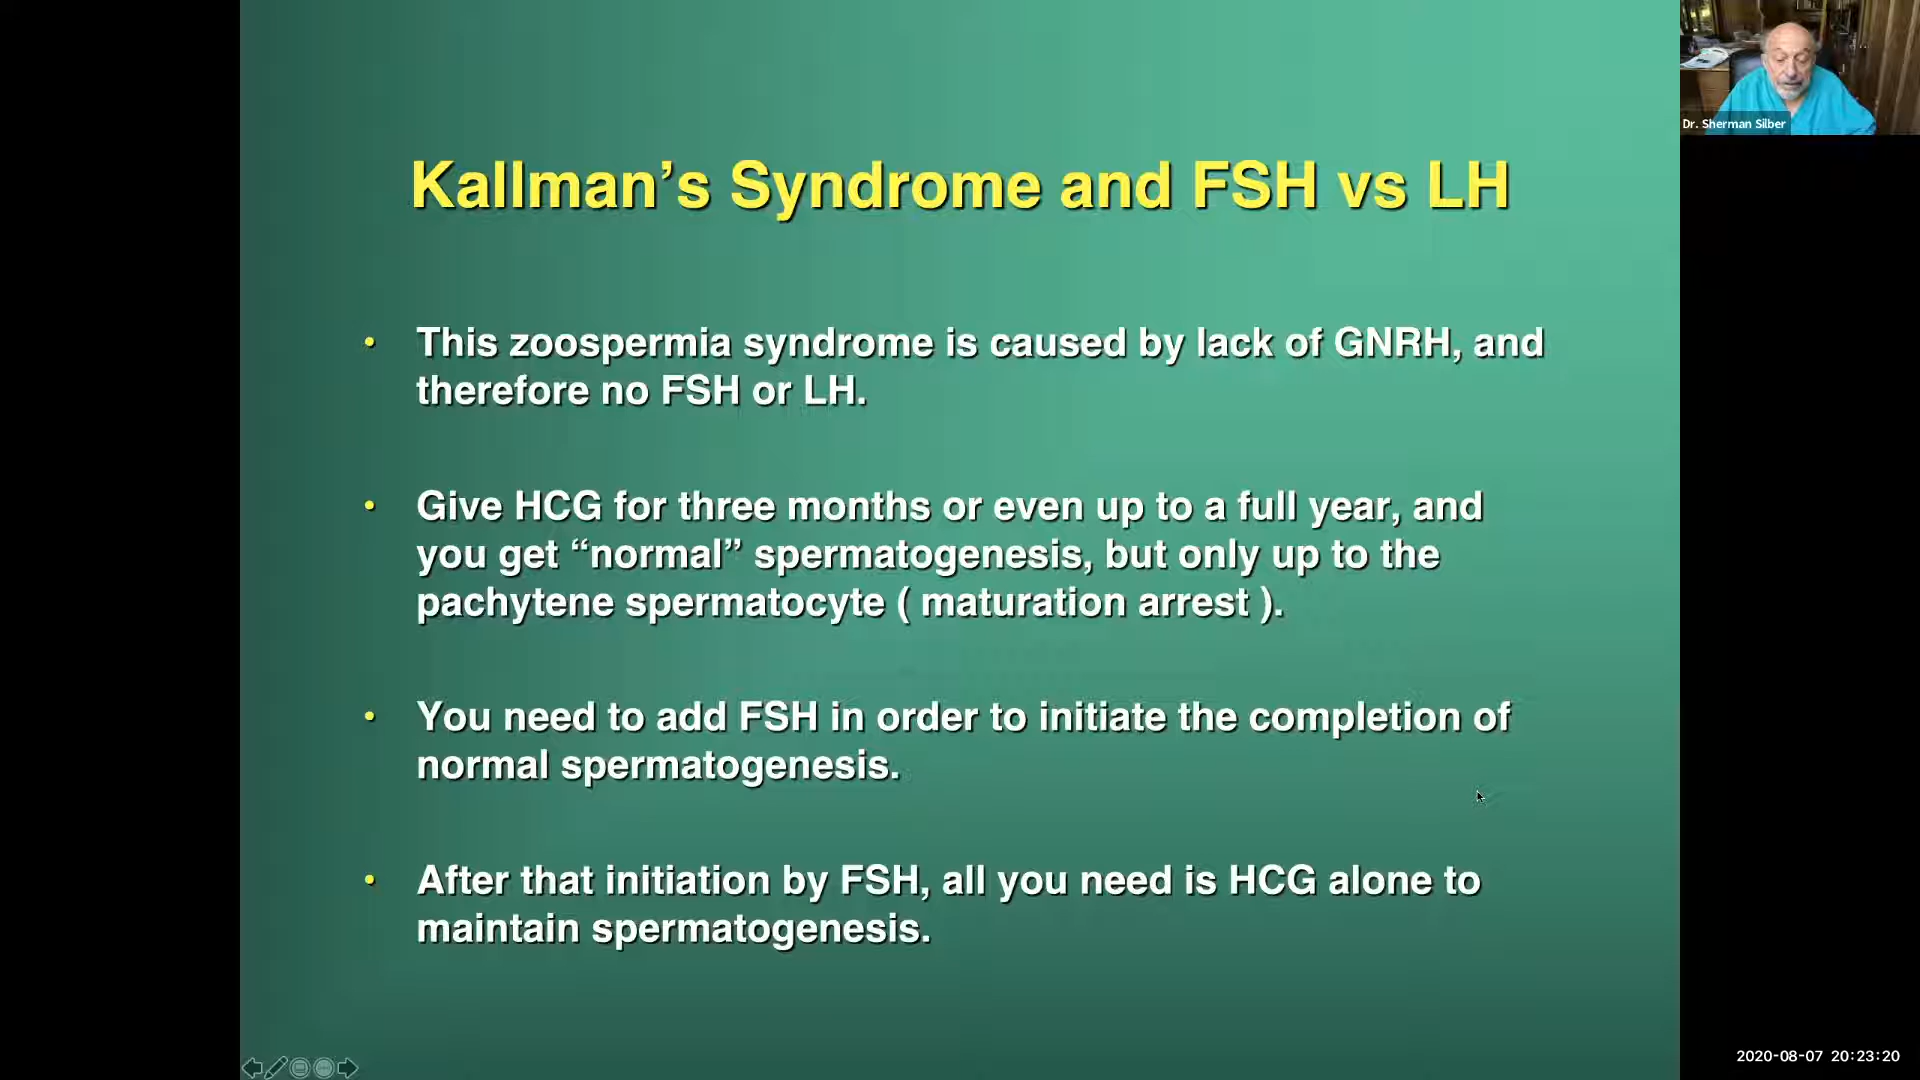 Kallman’s Syndrome and FSH vs LH
• This zoospermia syndrome is caused by lack of GNRH, and
therefore no FSH or LH.
• Give HCG for three months or even up to a full year, and
you get “normal” spermatogenesis, but only up to the
pachytene spermatocyte ( maturation arrest ).
• You need to add FSH in order to initiate the completion of
normal spermatogenesis.
• After that initiation by FSH, all you need is HCG alone to
maintain spermatogenesis.
Dr. Sherman Silber
2020-08-07 20:23:20